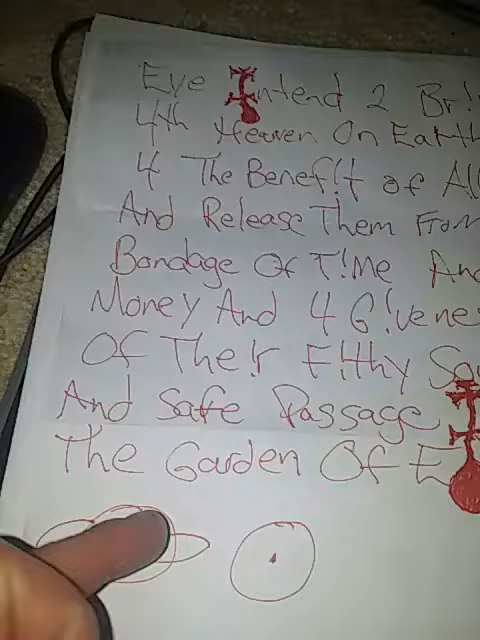 Eye Intend 2 Br!
4th Heaven On Earth
4 The Benef!t of All
And Release Them From
Bondage Of T!Me And
Money And 4 G!vene
Of The!r F!lthy So
And Safe Passage
The Garden Of E